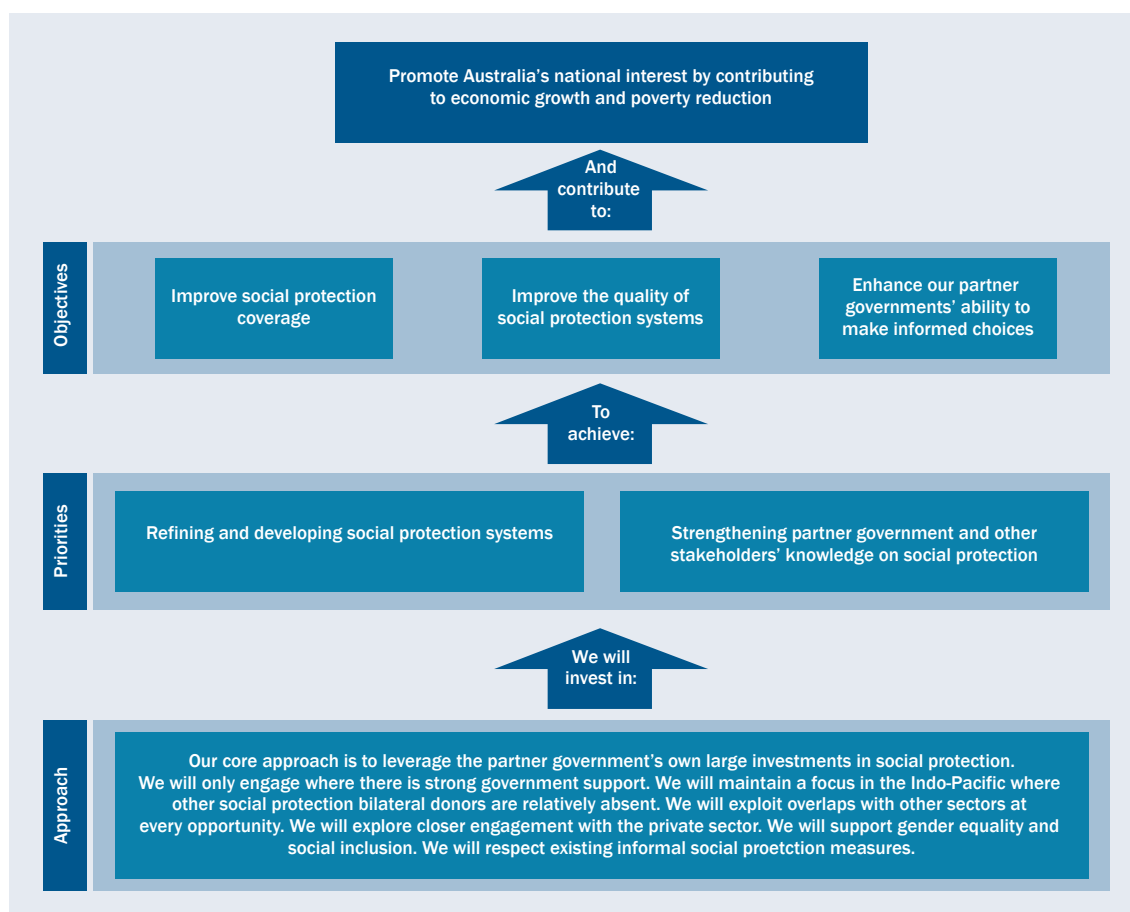 Promote Australia's national interest by contributing
to economic growth and poverty reduction
And
contribute
to:
Objectives
Improve social protection
coverage
Improve the quality of
social protection systems
Enhance our partner
governments' ability to
make informed choices
To
achieve:
Priorities
Refining and developing social protection systems
Strengthening partner government and other
stakeholders' knowledge on social protection
We will
invest in:
Approach
Our core approach is to leverage the partner government's own large investments in social protection.
We will only engage where there is strong government support. We will maintain a focus in the Indo-Pacific where
other social protection bilateral donors are relatively absent. We will exploit overlaps with other sectors at
every opportunity. We will explore closer engagement with the private sector. We will support gender equality and
social inclusion. We will respect existing informal social proetction measures.